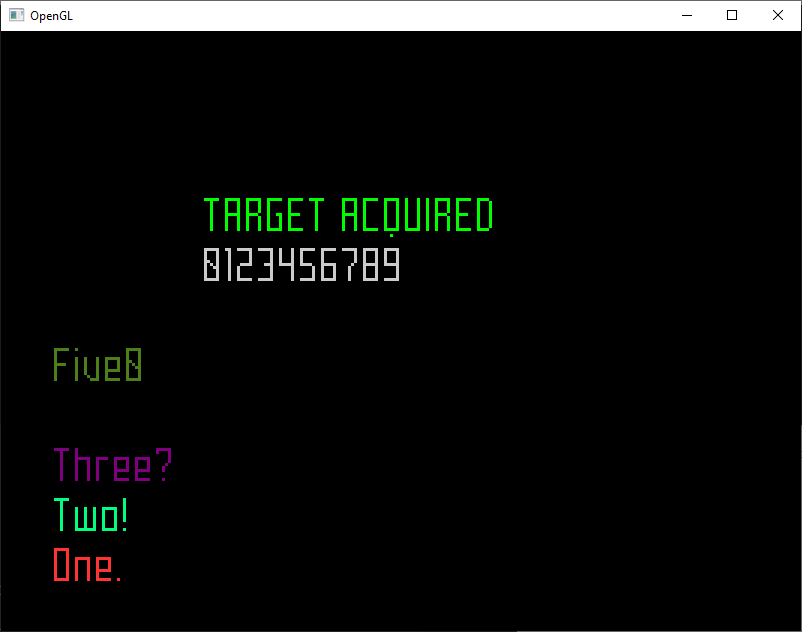 OpenGL
TARGET ACQUIRED
0123456789
Five0
Three?
Two!
One.